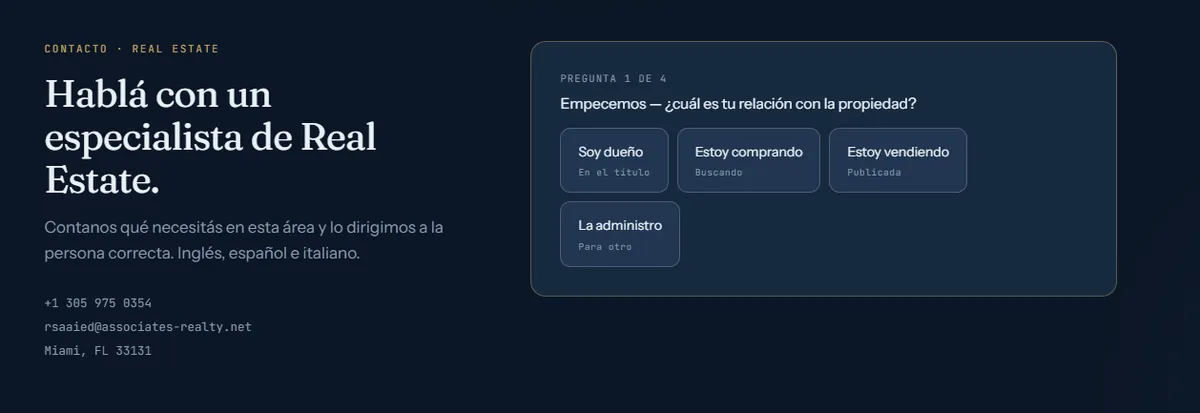 CONTACTO · REAL ESTATE
Hablá con un
especialista de Real
Estate.
Contanos qué necesitás en esta área y lo dirigimos a la
persona correcta. Inglés, español e italiano.
+1 305 975 0354
rsaaied@associates-realty.net
Miami, FL 33131
PREGUNTA 1 DE 4
Empecemos — ¿cuál es tu relación con la propiedad?
Soy dueño
En el título
Estoy comprando
Buscando
Estoy vendiendo
Publicada
La administro
Para otro